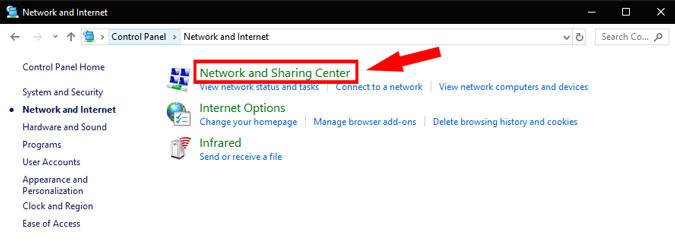 Network and Internet
Control Panel > Network and Internet
Search Co...
Control Panel Home
System and Security
Network and Internet
Hardware and Sound
Programs
User Accounts
Appearance and
Personalization
Clock and Region
Ease of Access
Network and Sharing Center
View network status and tasks | Connect to a network | View network computers and devices
Internet Options
Change your homepage | Manage browser add-ons | Delete browsing history and cookies
Infrared
Send or receive a file